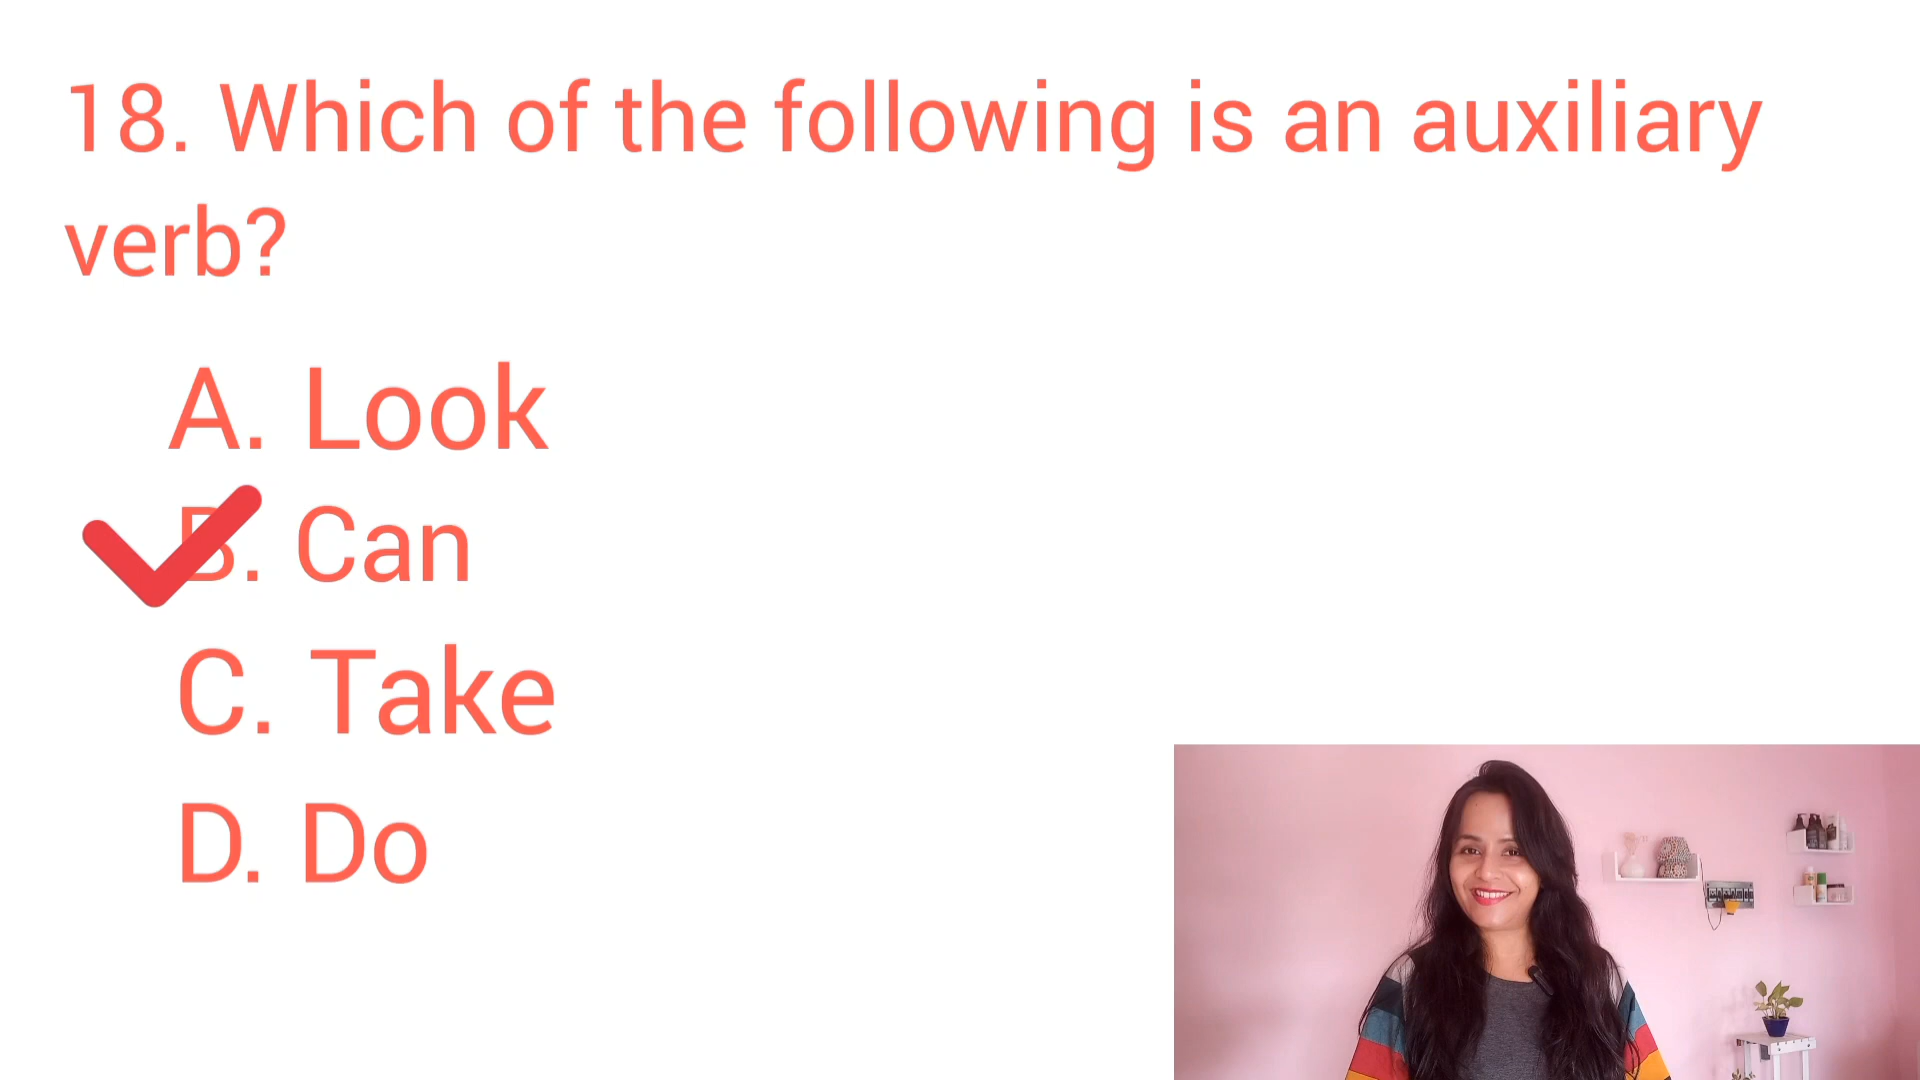 18. Which of the following is an auxiliary
verb?
A. Look
B. Can
C. Take
D. Do